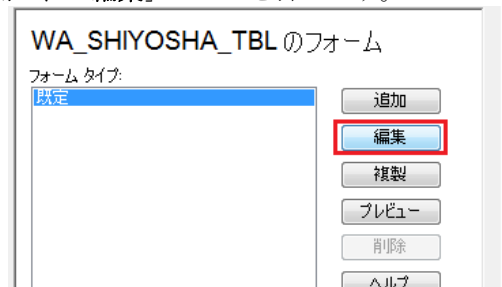 WA_SHIYOSHA_TBL のフォーム
フォーム タイプ:
既定
追加
編集
複製
プレビュー
削除
ヘルプ